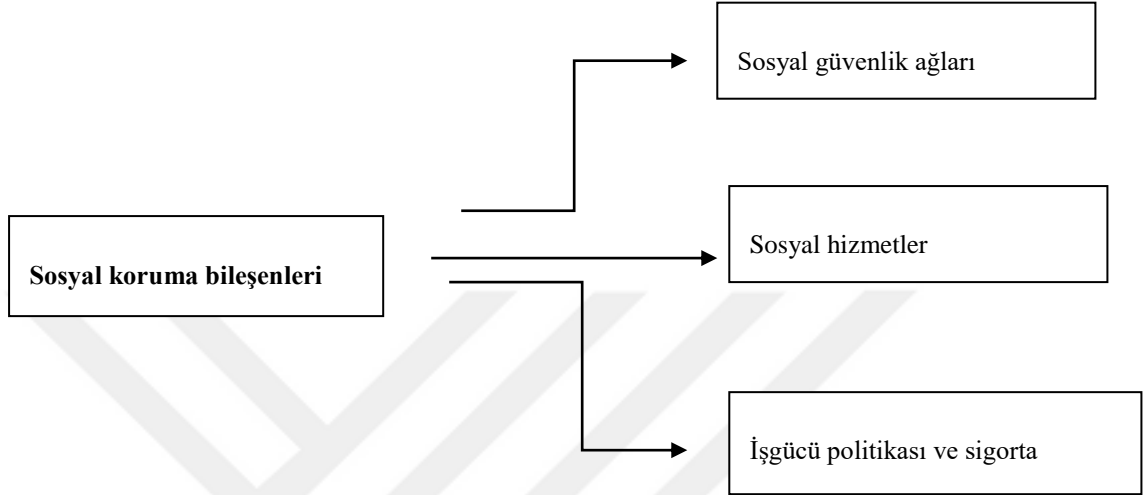 Sosyal güvenlik ağları
Sosyal koruma bileşenleri
Sosyal hizmetler
İşgücü politikası ve sigorta